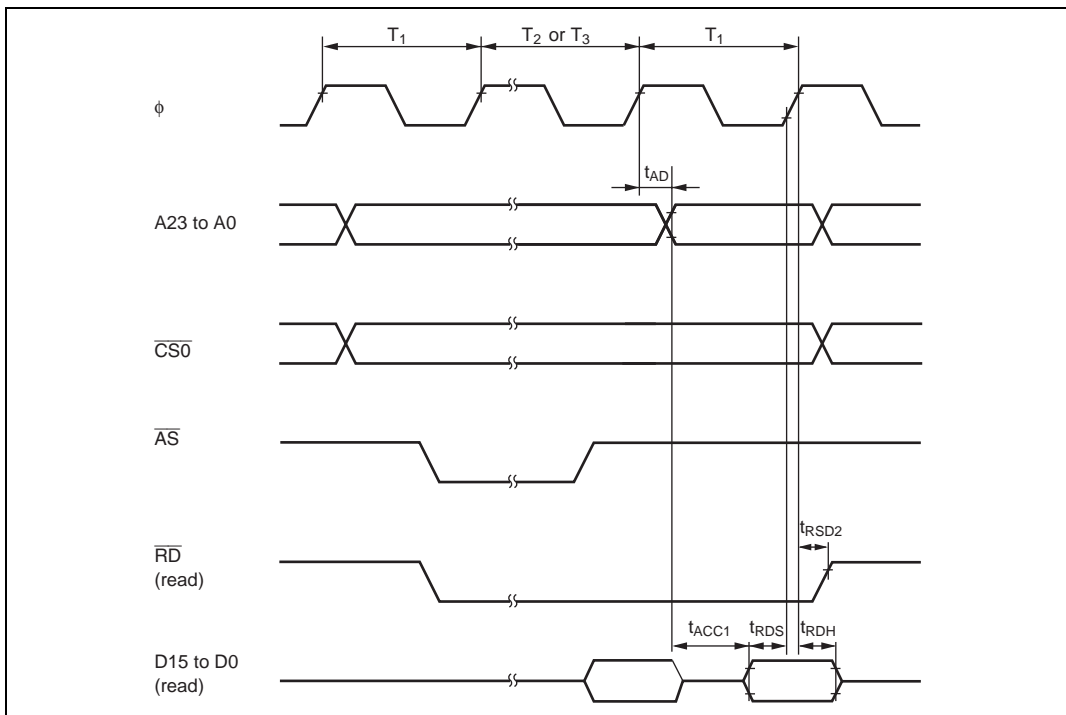 T1 T2 or T3 T1
ϕ
tAD
A23 to A0
CS0
AS
tRSD2
RD
(read)
tACC1 tRDS tRDH
D15 to D0
(read)